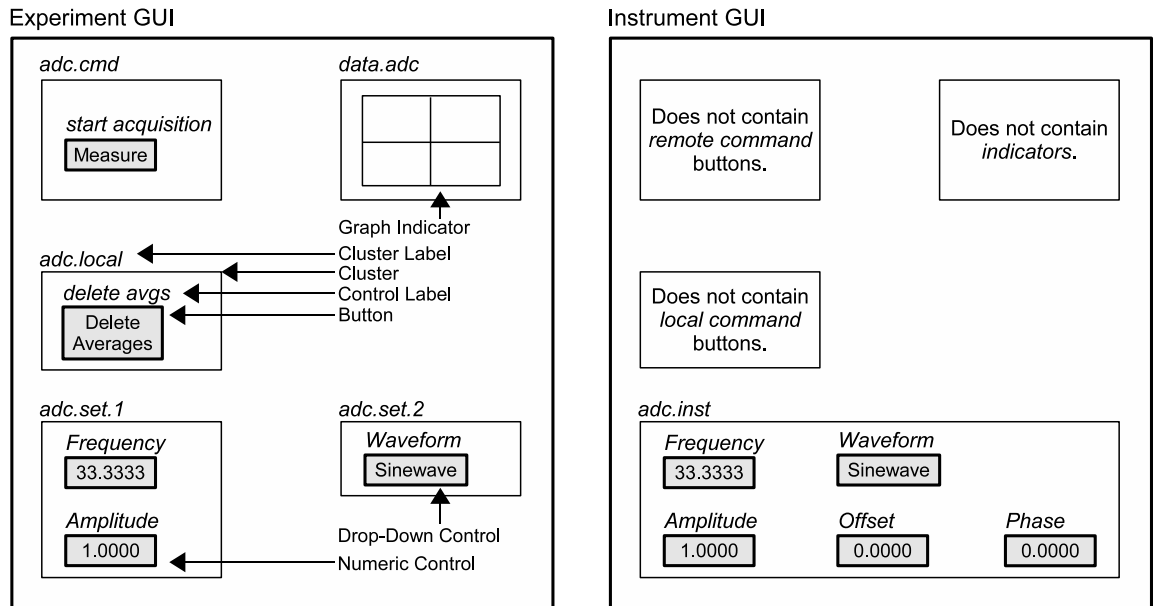 Experiment GUI
adc.cmd
start acquisition
Measure
data.adc
Graph Indicator
Cluster Label
Cluster
Control Label
Button
adc.local
delete avgs
Delete
Averages
adc.set.1
Frequency
33.3333
Amplitude
1.0000
adc.set.2
Waveform
Sinewave
Drop-Down Control
Numeric Control
Instrument GUI
Does not contain
remote command
buttons.
Does not contain
indicators.
Does not contain
local command
buttons.
adc.inst
Frequency
33.3333
Waveform
Sinewave
Amplitude
1.0000
Offset
0.0000
Phase
0.0000